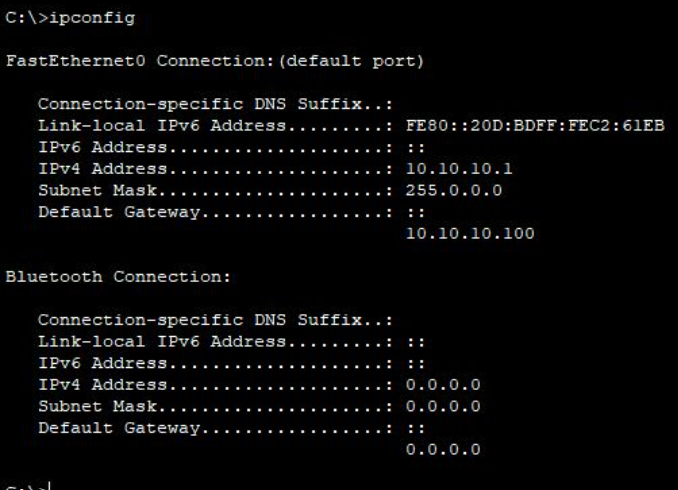 C:\>ipconfig
FastEthernet0 Connection:(default port)
Connection-specific DNS Suffix..:
Link-local IPv6 Address.........: FE80::20D:BDFF:FEC2:61EB
IPv6 Address....................: ::
IPv4 Address....................: 10.10.10.1
Subnet Mask.....................: 255.0.0.0
Default Gateway.................: ::
10.10.10.100
Bluetooth Connection:
Connection-specific DNS Suffix..:
Link-local IPv6 Address.........: ::
IPv6 Address....................: ::
IPv4 Address....................: 0.0.0.0
Subnet Mask.....................: 0.0.0.0
Default Gateway.................: ::
0.0.0.0
C:\>